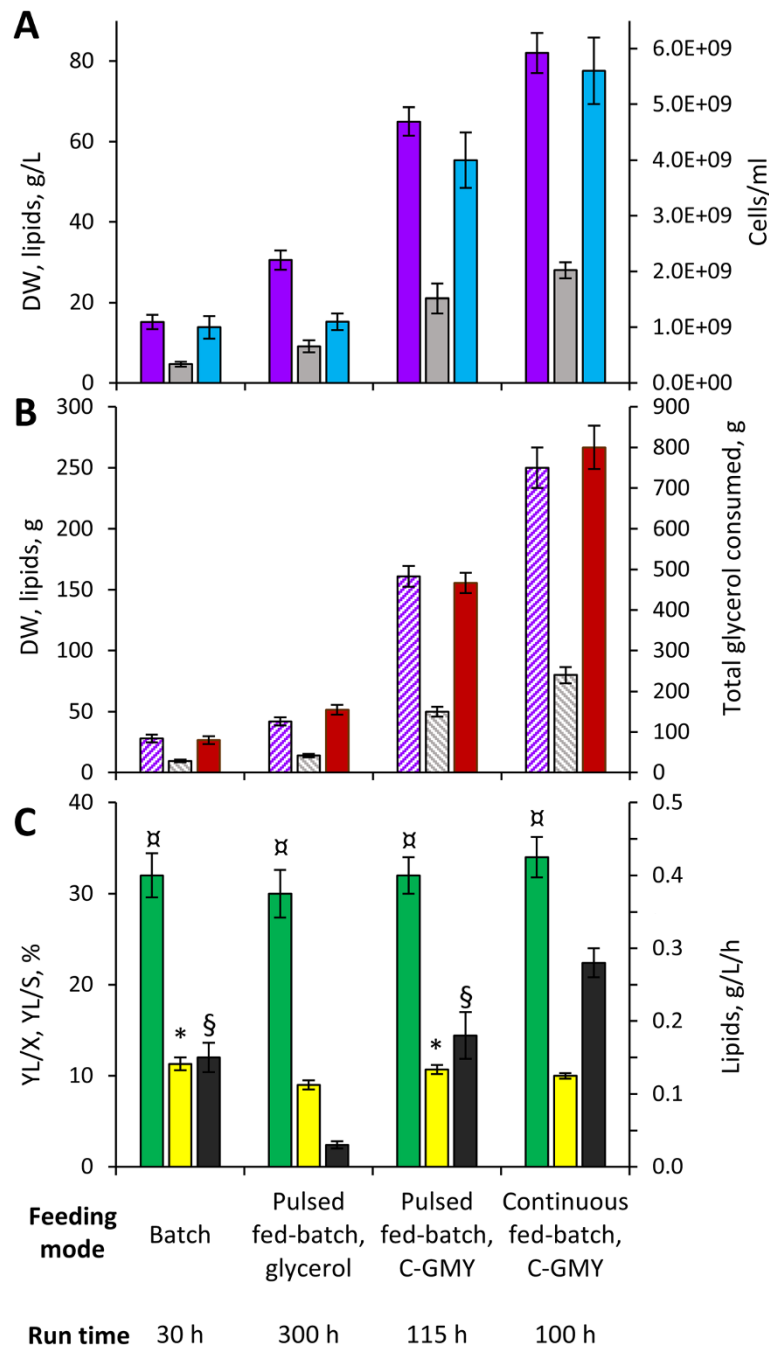 A
DW, lipids, g/L
80
60
40
20
0
6.0E+09
5.0E+09
4.0E+09
3.0E+09
2.0E+09
1.0E+09
0.0E+00
Cells/ml
B
DW, lipids, g
300
250
200
150
100
50
0
900
800
700
600
500
400
300
200
100
0
Total glycerol consumed, g
C
YL/X, YL/S, %
40
30
20
10
0
¤
*
§
¤
¤
*
§
¤
0.5
0.4
0.3
0.2
0.1
0.0
Lipids, g/L/h
Feeding
mode
Batch
Pulsed
fed-batch,
glycerol
Pulsed
fed-batch,
C-GMY
Continuous
fed-batch,
C-GMY
Run time
30 h
300 h
115 h
100 h